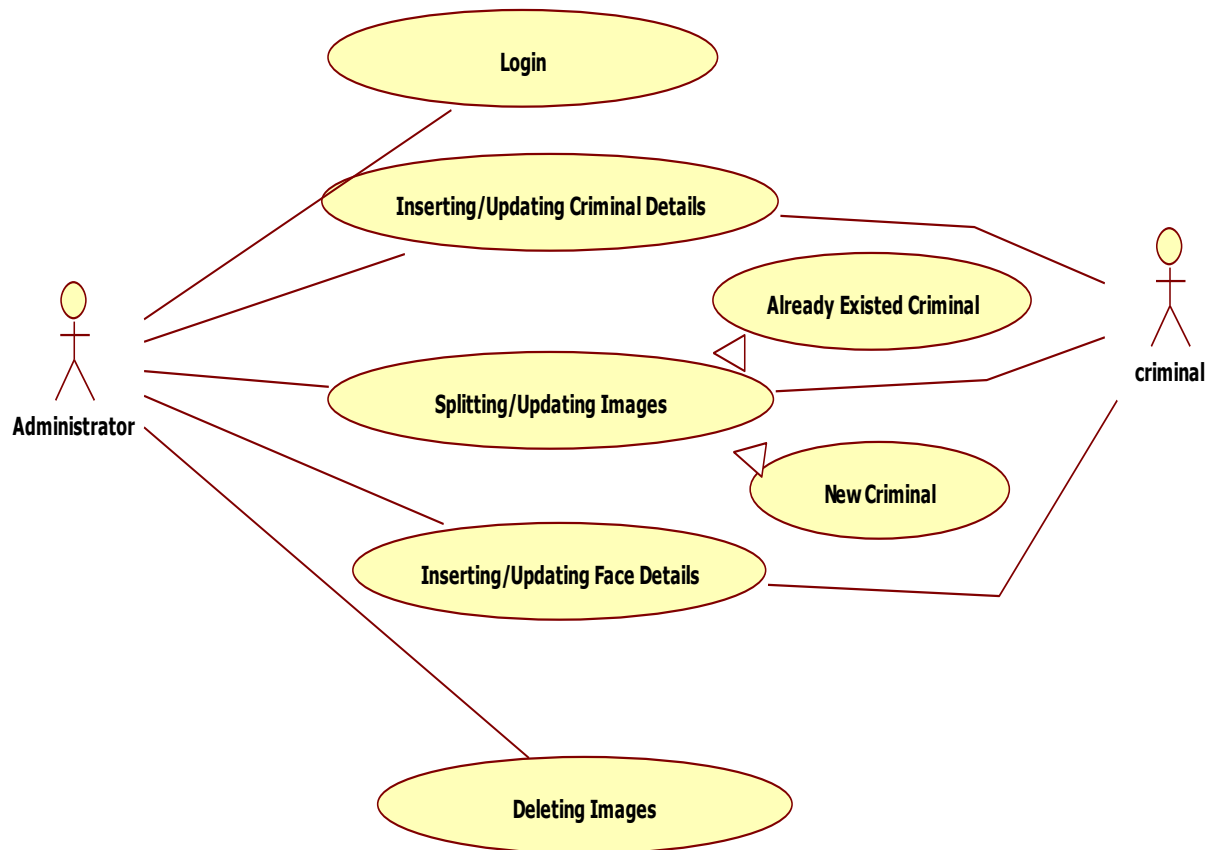 Login
Inserting/Updating Criminal Details
Already Existed Criminal
criminal
Splitting/Updating Images
Administrator
New Criminal
Inserting/Updating Face Details
Deleting Images